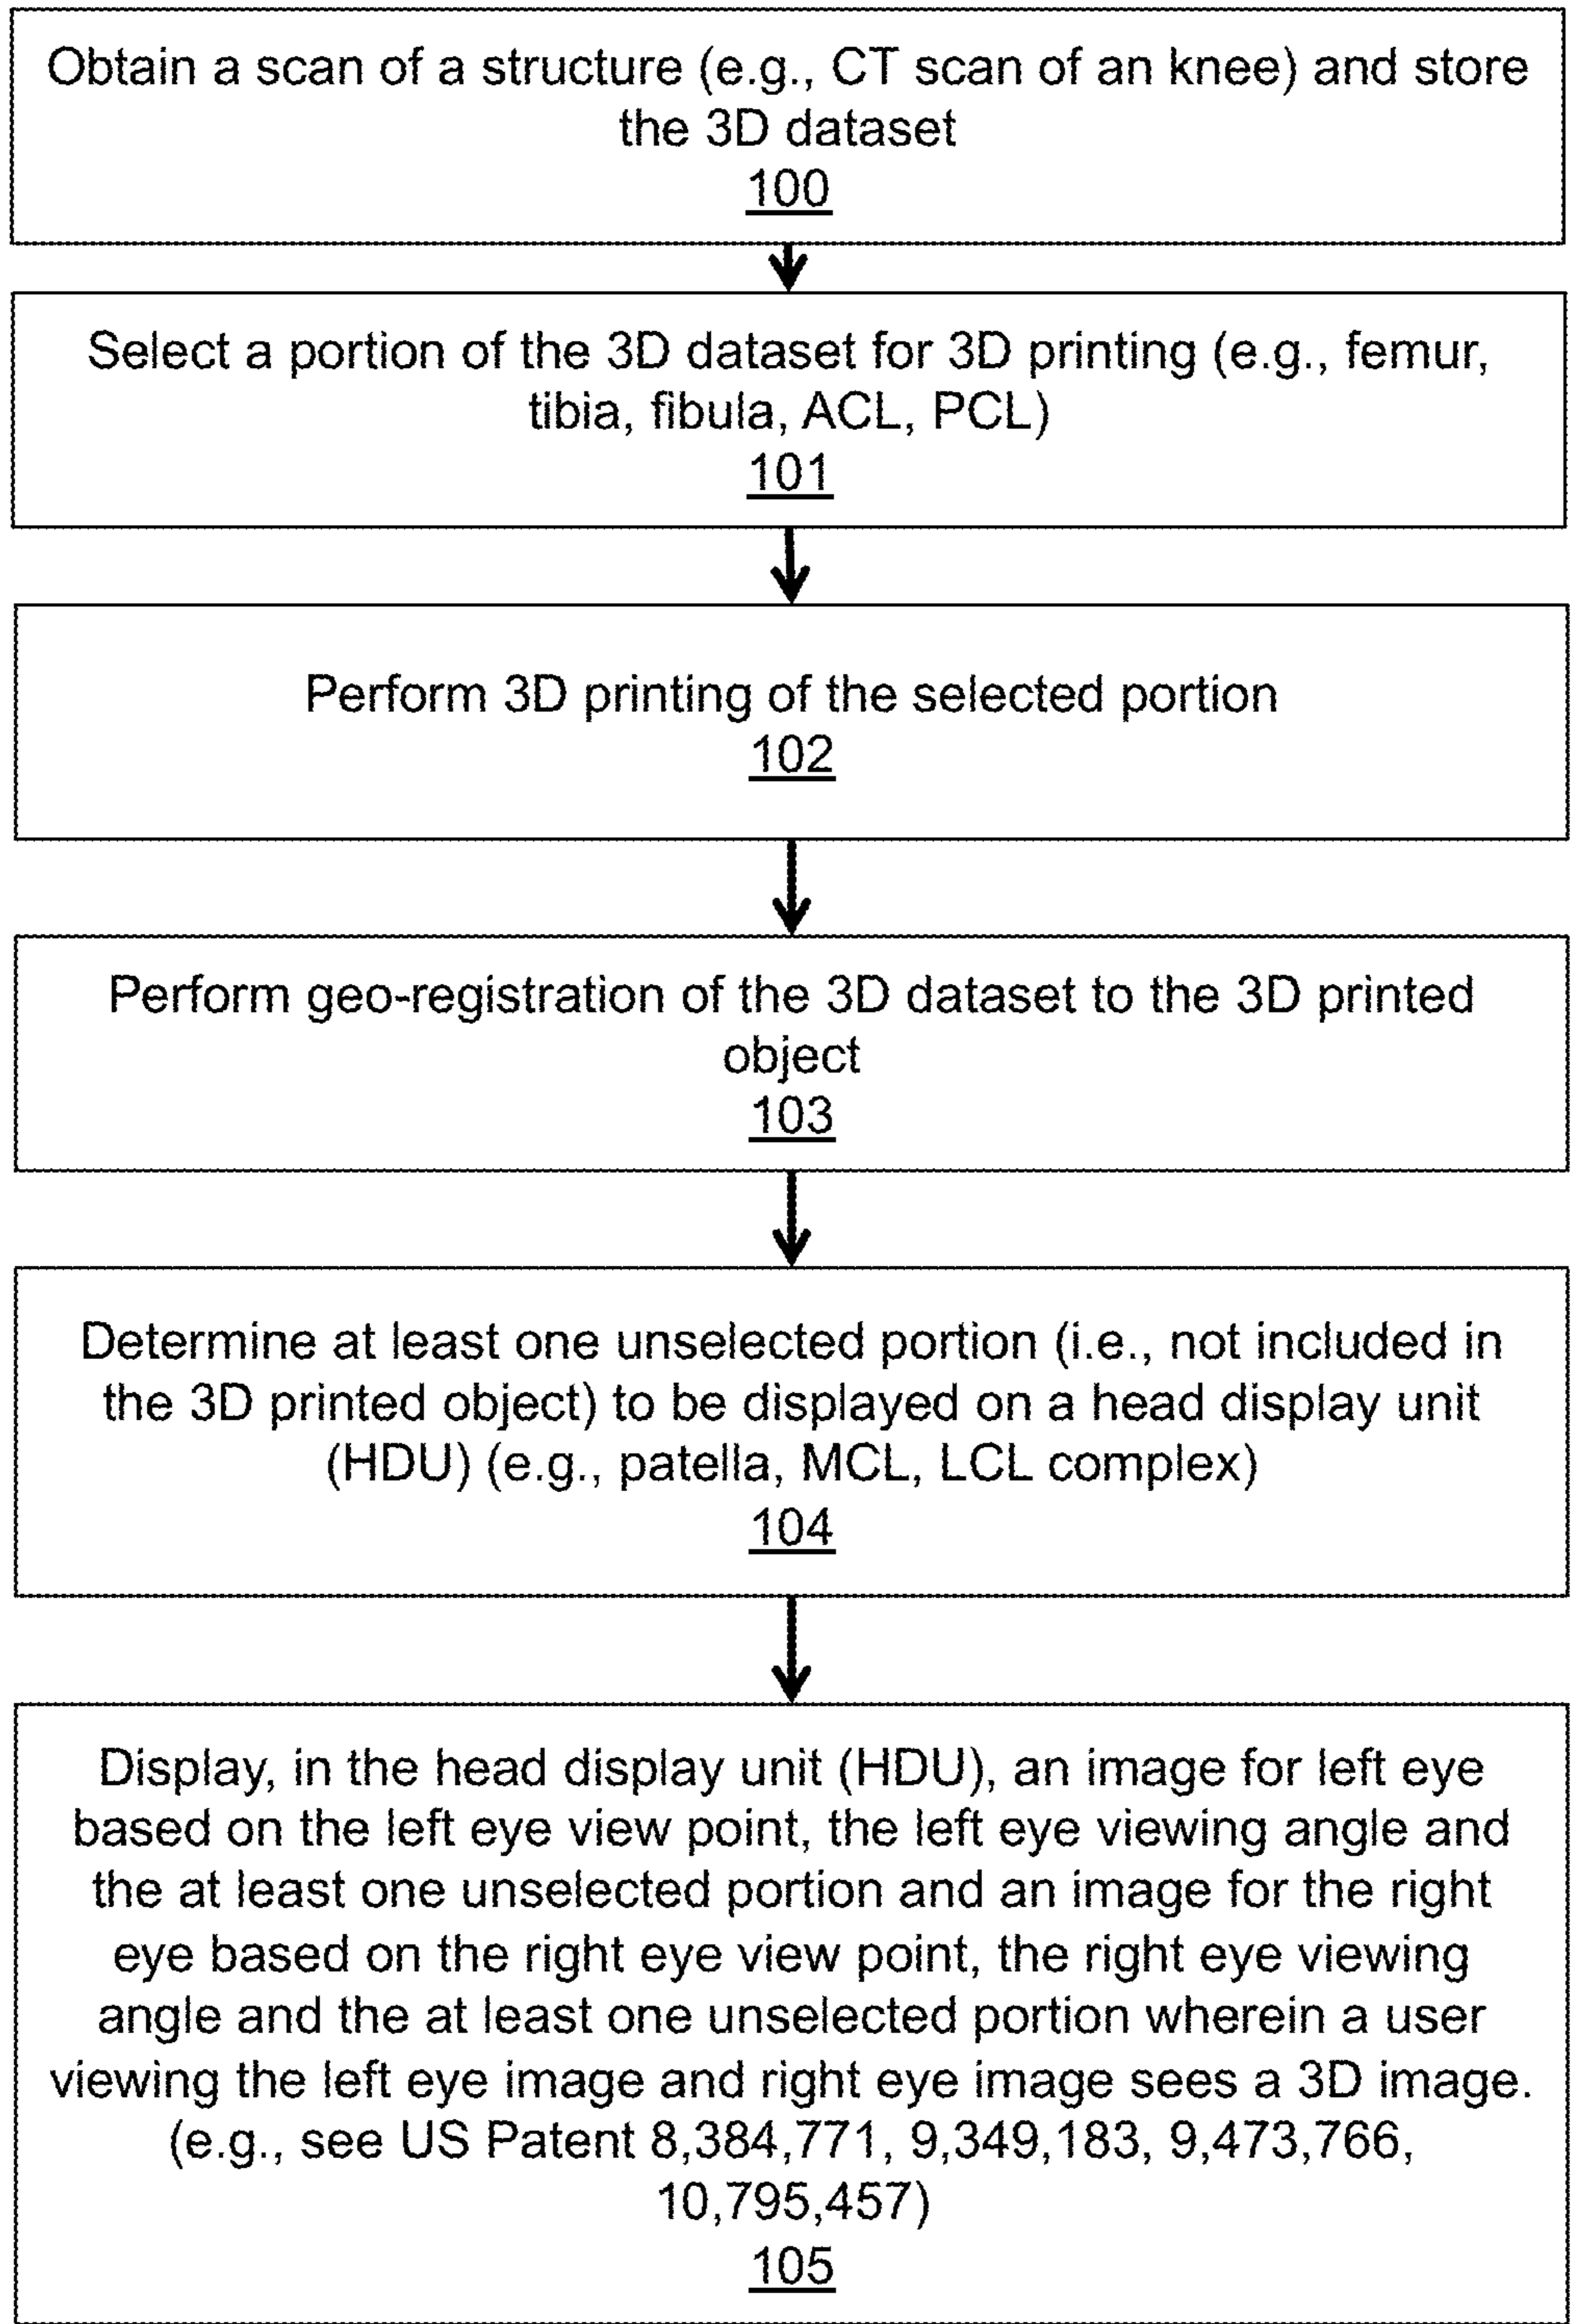 Obtain a scan of a structure (e.g., CT scan of an knee) and store
the 3D dataset
100
Select a portion of the 3D dataset for 3D printing (e.g., femur,
tibia, fibula, ACL, PCL)
101
Perform 3D printing of the selected portion
102
Perform geo-registration of the 3D dataset to the 3D printed
object
103
Determine at least one unselected portion (i.e., not included in
the 3D printed object) to be displayed on a head display unit
(HDU) (e.g., patella, MCL, LCL complex)
104
Display, in the head display unit (HDU), an image for left eye
based on the left eye view point, the left eye viewing angle and
the at least one unselected portion and an image for the right
eye based on the right eye view point, the right eye viewing
angle and the at least one unselected portion wherein a user
viewing the left eye image and right eye image sees a 3D image.
(e.g., see US Patent 8,384,771, 9,349,183, 9,473,766,
10,795,457)
105